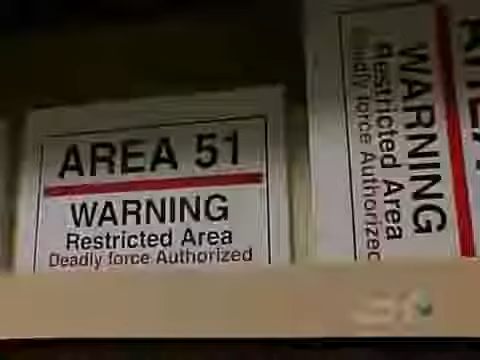 AREA 51
WARNING
Restricted Area
Deadly force Authorized
WARNING
Restricted Area
force Authorized